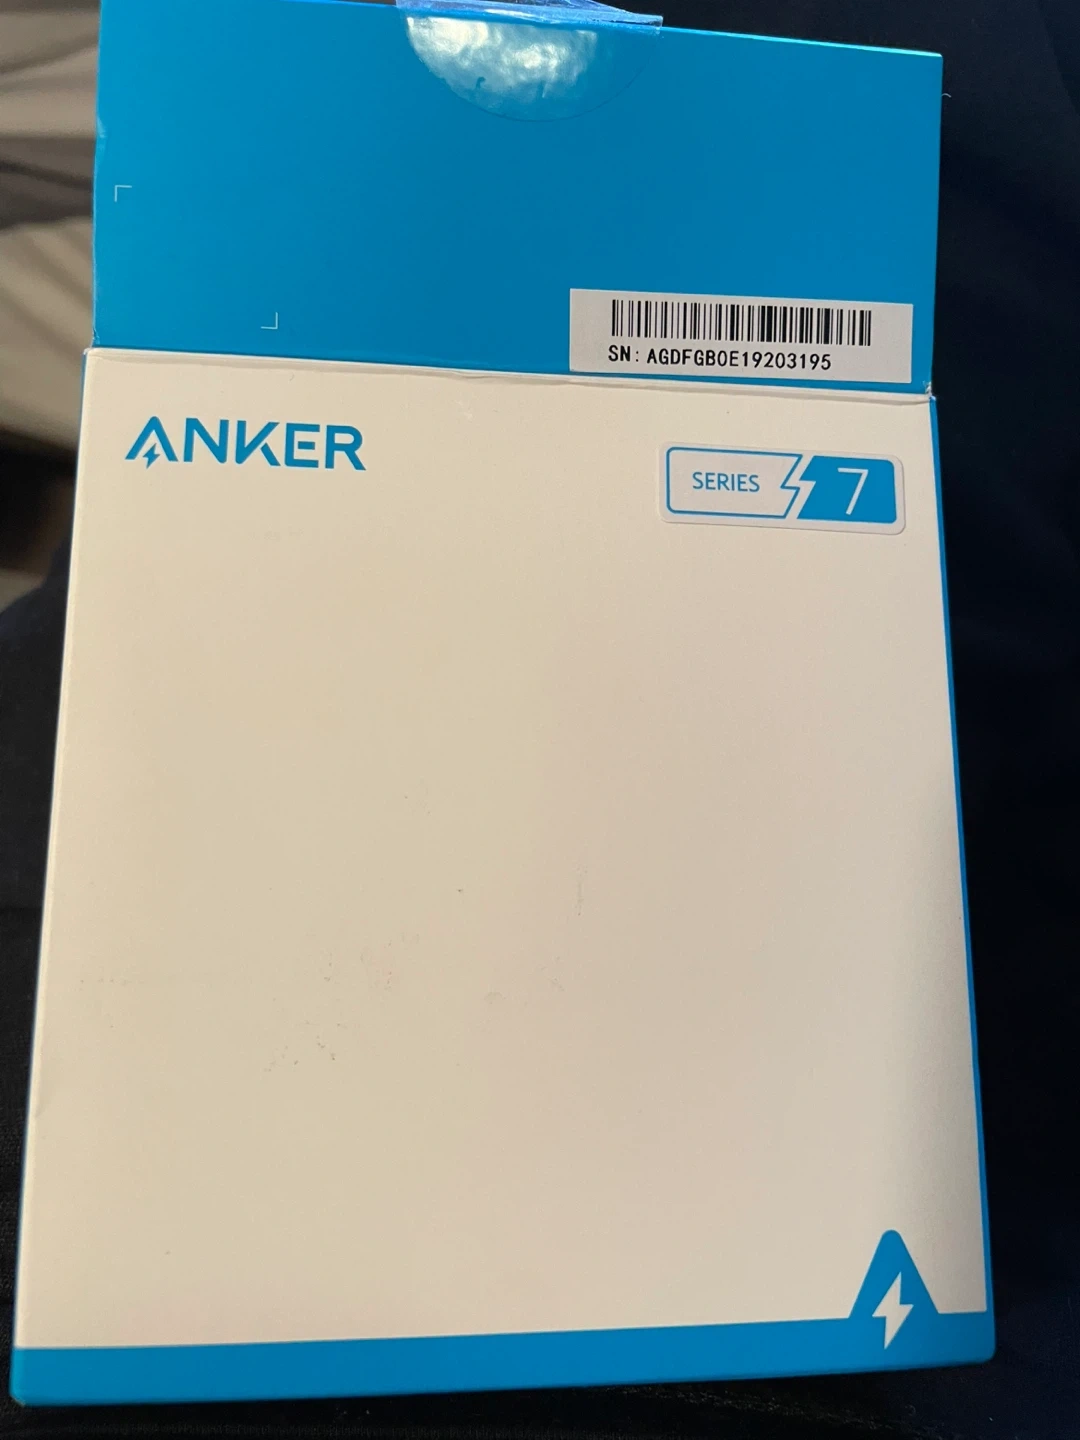 SN: AGDFGB0E19203195
ANKER
SERIES 7